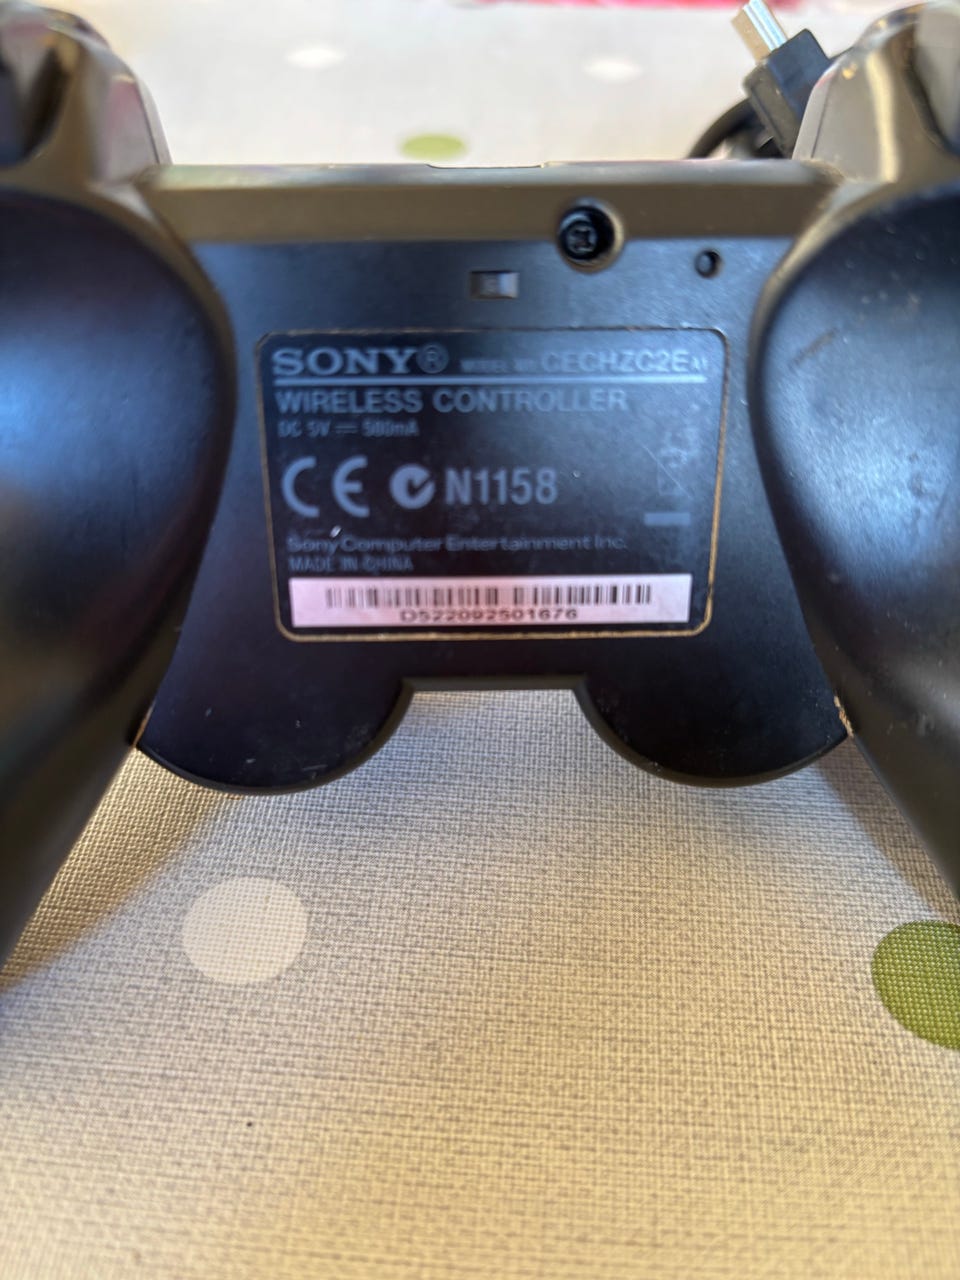 SONY® MODEL NO. CECHZC2E A1
WIRELESS CONTROLLER
DC 5V ⎓ 500mA
CE N1158
Sony Computer Entertainment Inc.
MADE IN CHINA
D522092501676